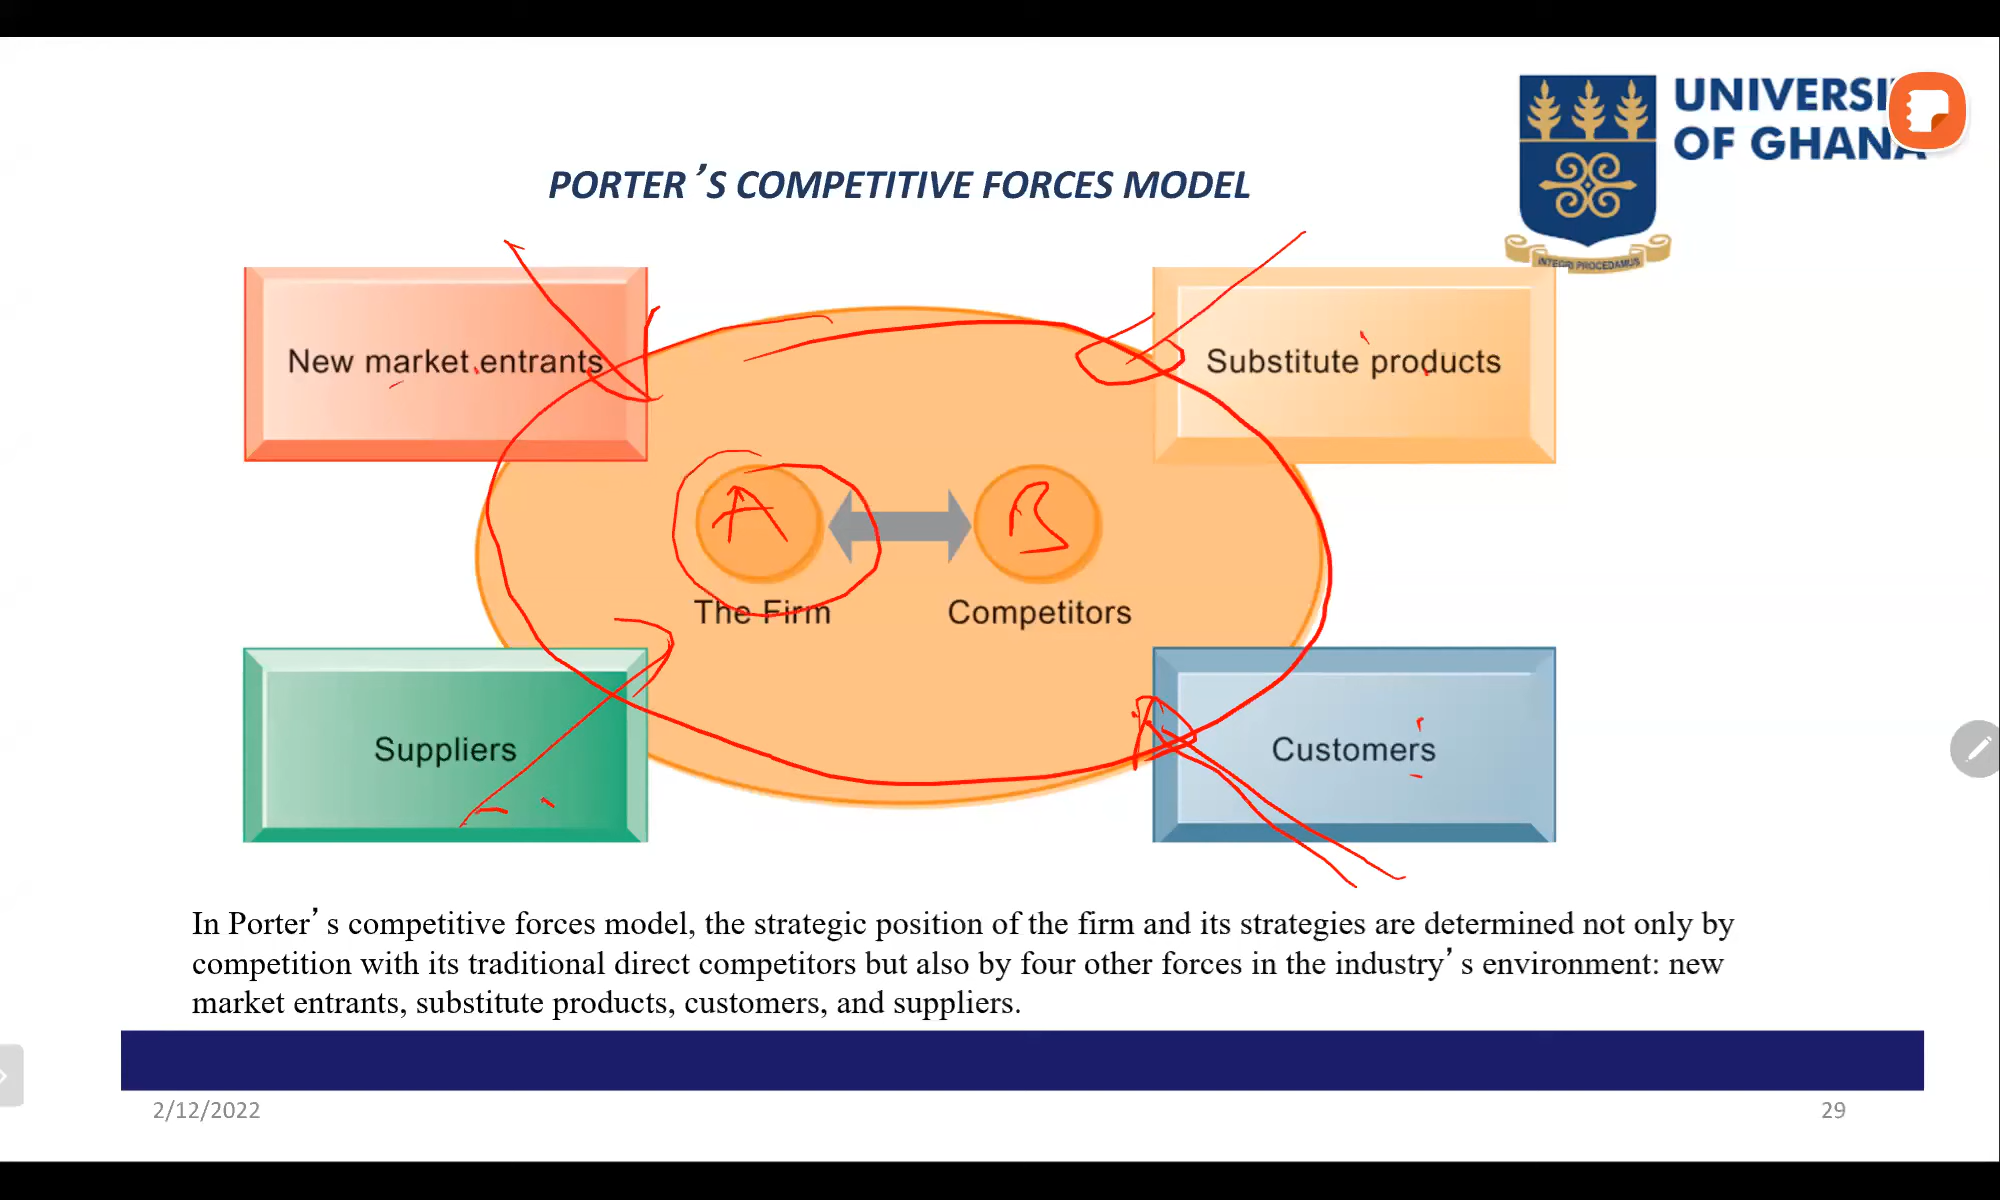 UNIVERSI
OF GHANA
INTEGRI PROCEDAMUS
PORTER’S COMPETITIVE FORCES MODEL
New market entrants
Substitute products
A
B
The Firm
Competitors
Suppliers
Customers
In Porter’s competitive forces model, the strategic position of the firm and its strategies are determined not only by
competition with its traditional direct competitors but also by four other forces in the industry’s environment: new
market entrants, substitute products, customers, and suppliers.
2/12/2022
29